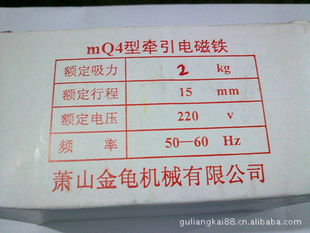 mQ4型牵引电磁铁
额定吸力 2 kg
额定行程 15 mm
额定电压 220 v
频 率 50—60 Hz
萧山金龟机械有限公司
guliangkai88.cn.alibaba.com